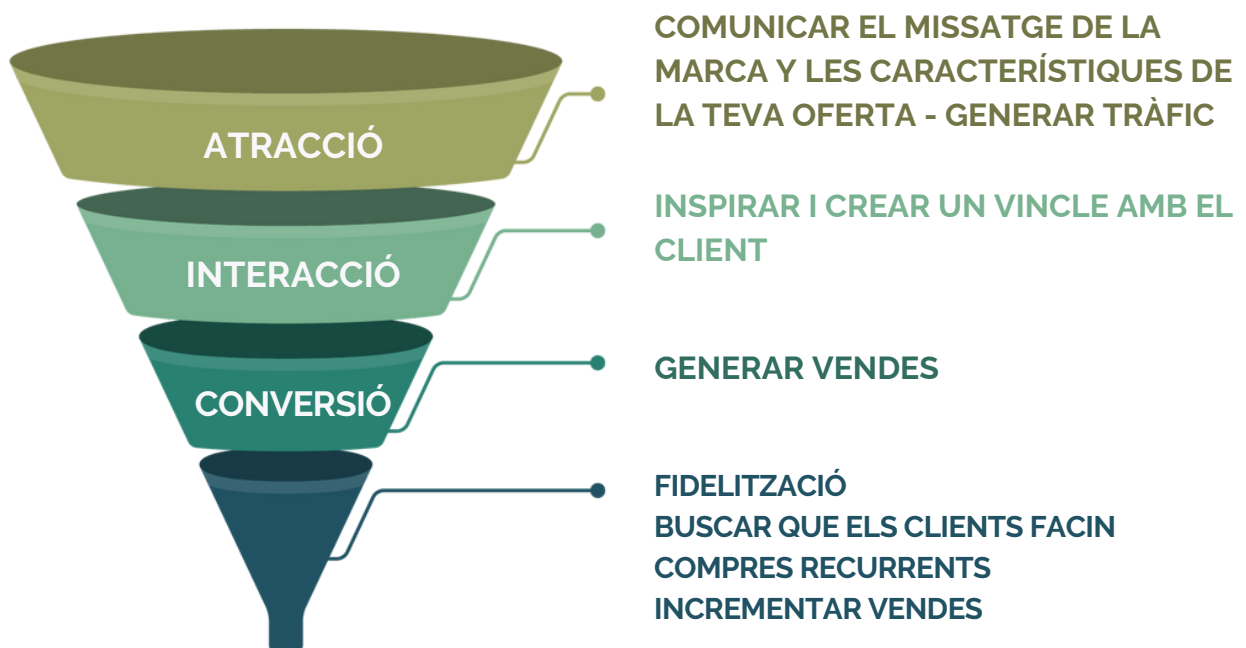 ATRACCIÓ
COMUNICAR EL MISSATGE DE LA
MARCA Y LES CARACTERÍSTIQUES DE
LA TEVA OFERTA - GENERAR TRÀFIC
INTERACCIÓ
INSPIRAR I CREAR UN VINCLE AMB EL
CLIENT
CONVERSIÓ
GENERAR VENDES
FIDELITZACIÓ
BUSCAR QUE ELS CLIENTS FACIN
COMPRES RECURRENTS
INCREMENTAR VENDES